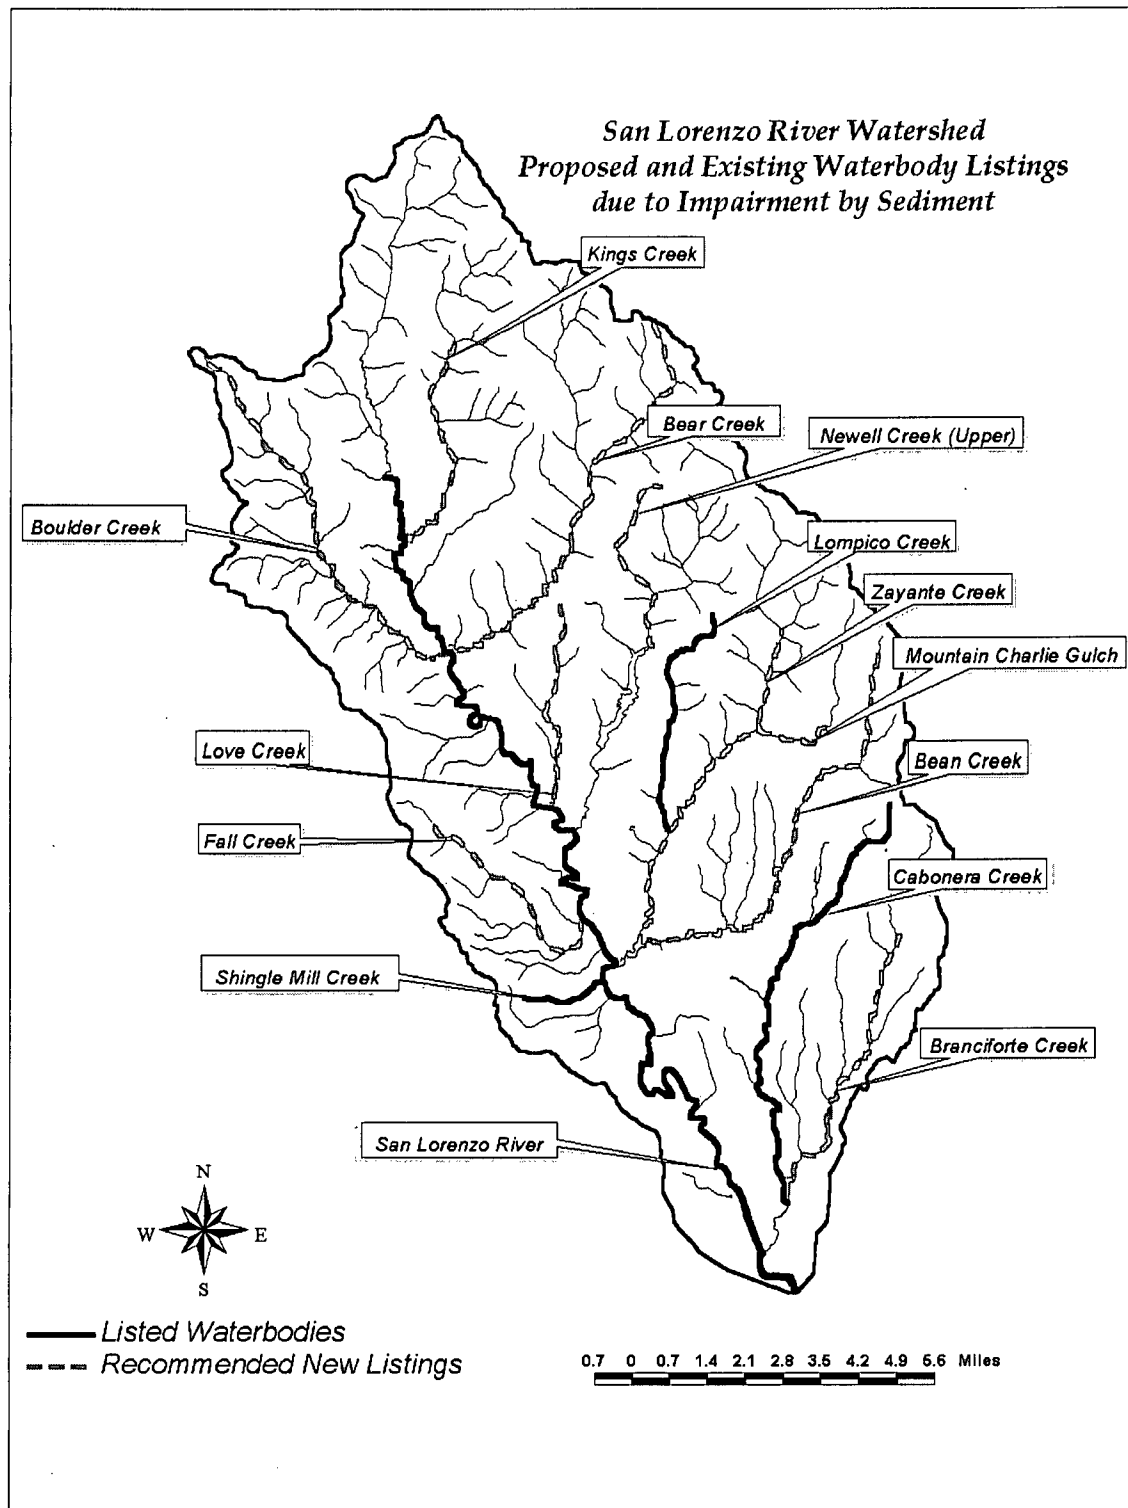 San Lorenzo River Watershed
Proposed and Existing Waterbody Listings
due to Impairment by Sediment
Kings Creek
Bear Creek
Newell Creek (Upper)
Boulder Creek
Lompico Creek
Zayante Creek
Mountain Charlie Gulch
Love Creek
Bean Creek
Fall Creek
Cabonera Creek
Shingle Mill Creek
Branciforte Creek
San Lorenzo River
N
W E
S
Listed Waterbodies
Recommended New Listings
0.7 0 0.7 1.4 2.1 2.8 3.5 4.2 4.9 5.6 Miles